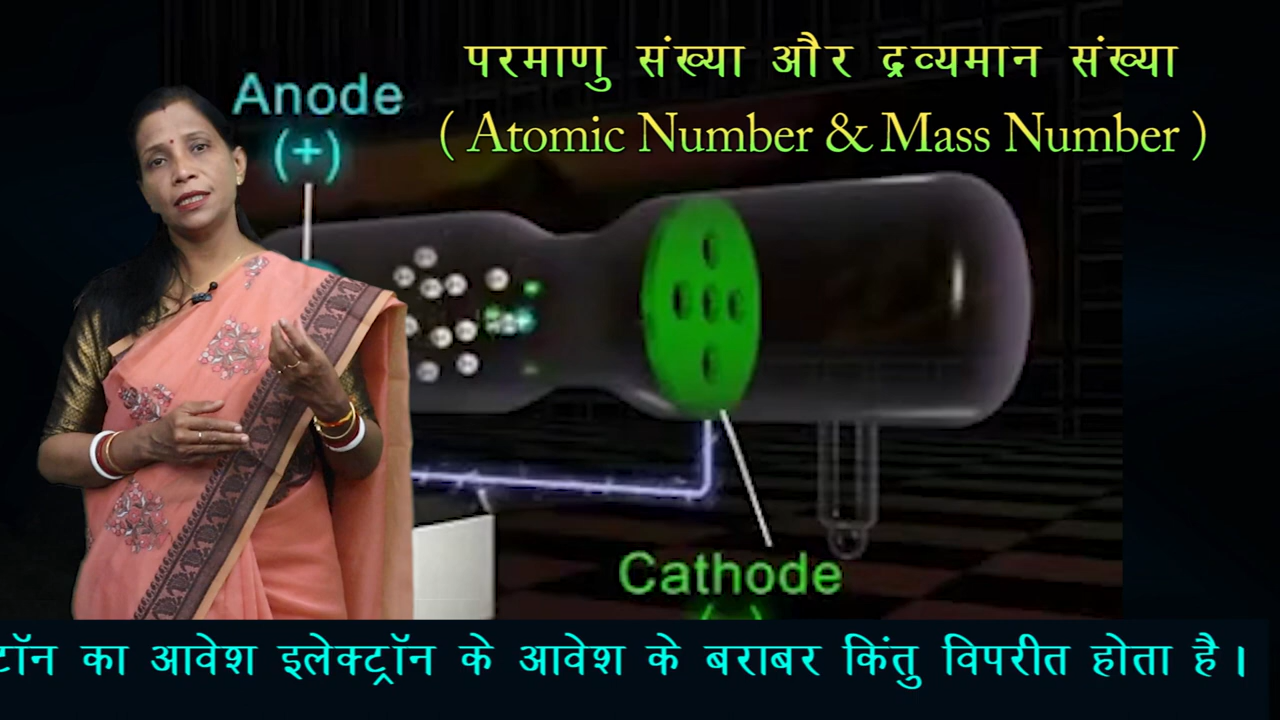 परमाणु संख्या और द्रव्यमान संख्या
( Atomic Number & Mass Number )
Anode
(+)
Cathode
का आवेश इलेक्ट्रॉन के आवेश के बराबर किंतु विपरीत होता है।